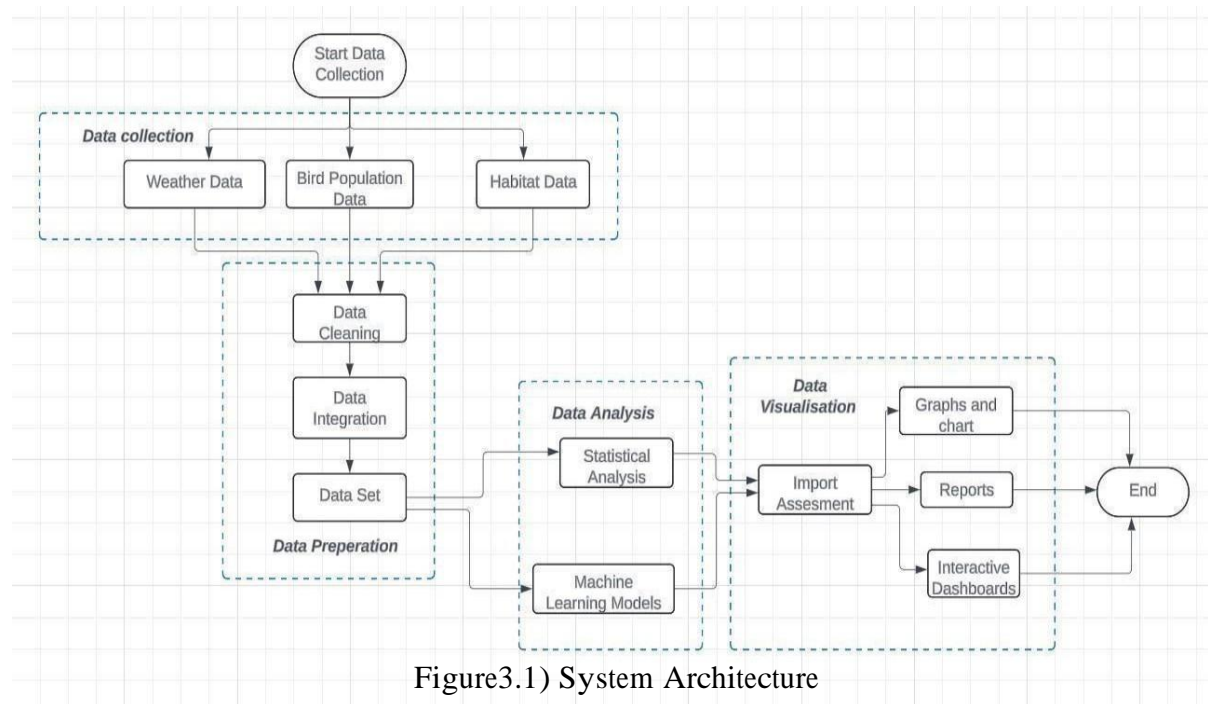 Start Data
Collection
Data collection
Weather Data
Bird Population
Data
Habitat Data
Data
Cleaning
Data
Integration
Data Set
Data Preperation
Data Analysis
Statistical
Analysis
Machine
Learning Models
Data
Visualisation
Import
Assesment
Graphs and
chart
Reports
Interactive
Dashboards
End
Figure3.1) System Architecture